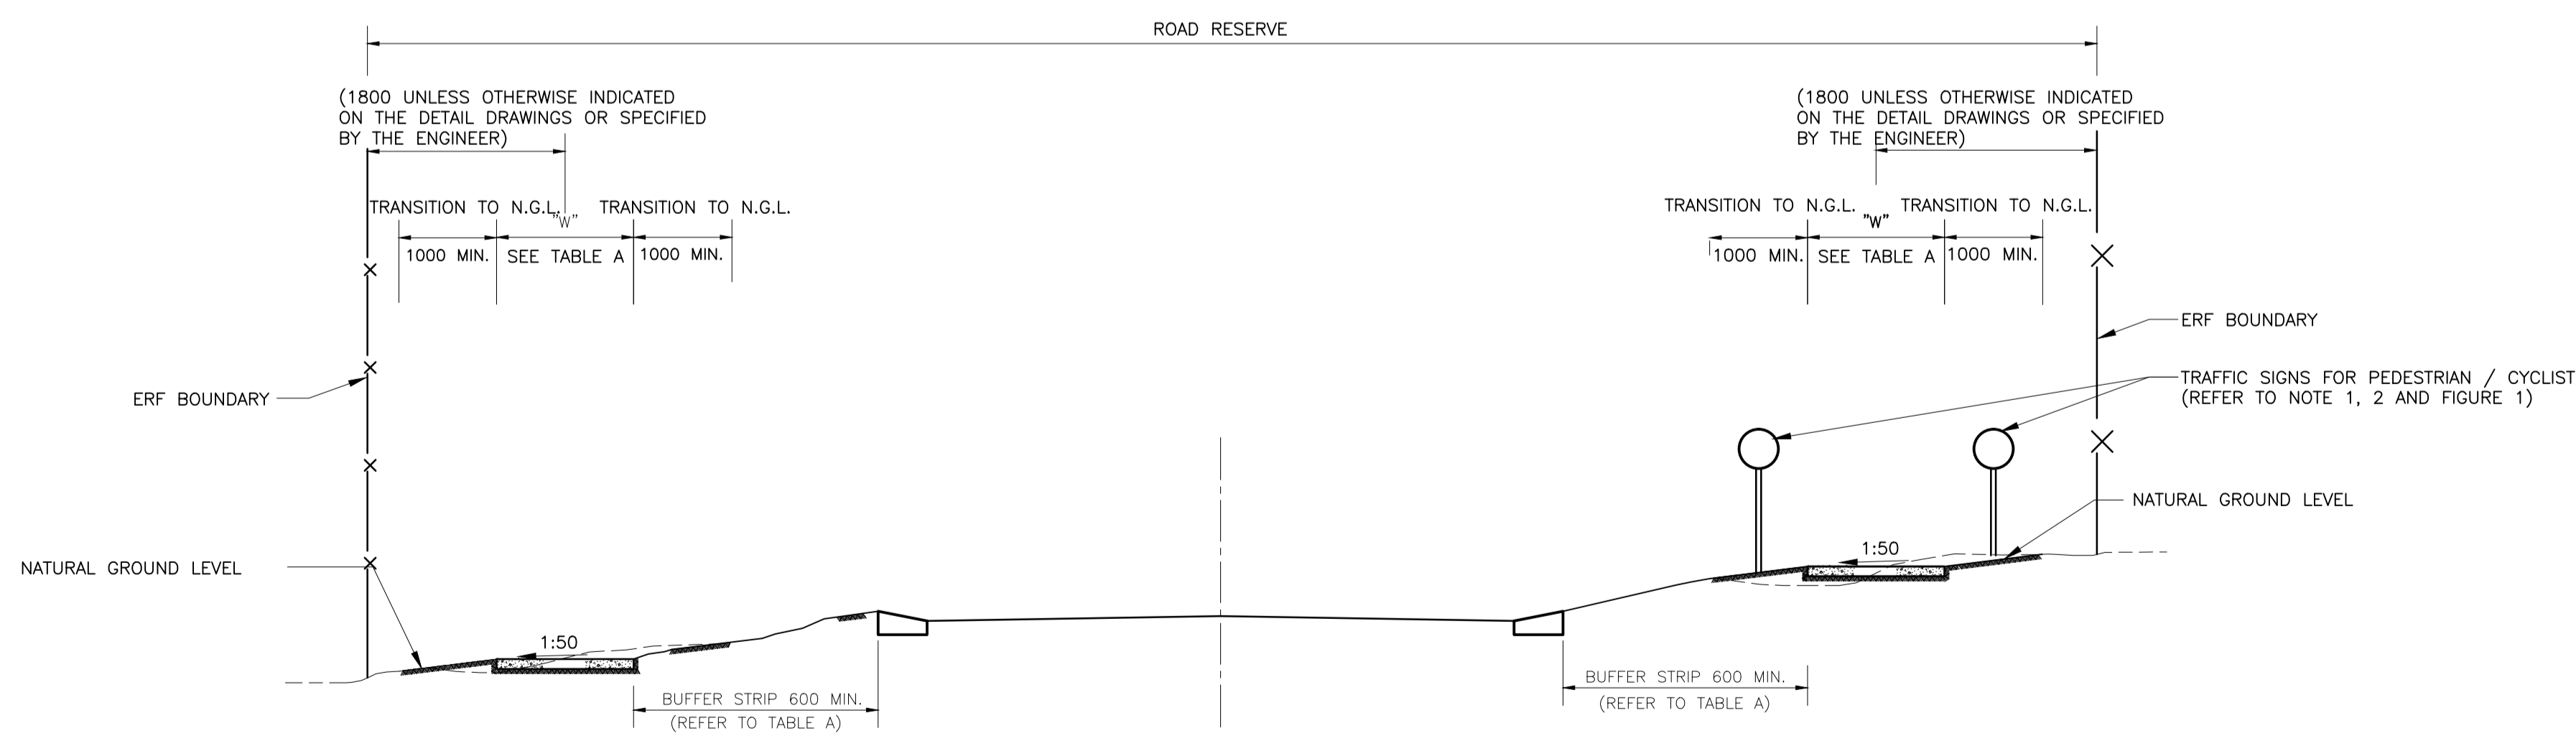 ROAD RESERVE
(1800 UNLESS OTHERWISE INDICATED
ON THE DETAIL DRAWINGS OR SPECIFIED
BY THE ENGINEER)
(1800 UNLESS OTHERWISE INDICATED
ON THE DETAIL DRAWINGS OR SPECIFIED
BY THE ENGINEER)
TRANSITION TO N.G.L.
"W"
TRANSITION TO N.G.L.
1000 MIN.
SEE TABLE A
1000 MIN.
TRANSITION TO N.G.L.
"W"
TRANSITION TO N.G.L.
1000 MIN.
SEE TABLE A
1000 MIN.
ERF BOUNDARY
TRAFFIC SIGNS FOR PEDESTRIAN / CYCLIST
(REFER TO NOTE 1, 2 AND FIGURE 1)
ERF BOUNDARY
NATURAL GROUND LEVEL
1:50
NATURAL GROUND LEVEL
1:50
BUFFER STRIP 600 MIN.
(REFER TO TABLE A)
BUFFER STRIP 600 MIN.
(REFER TO TABLE A)